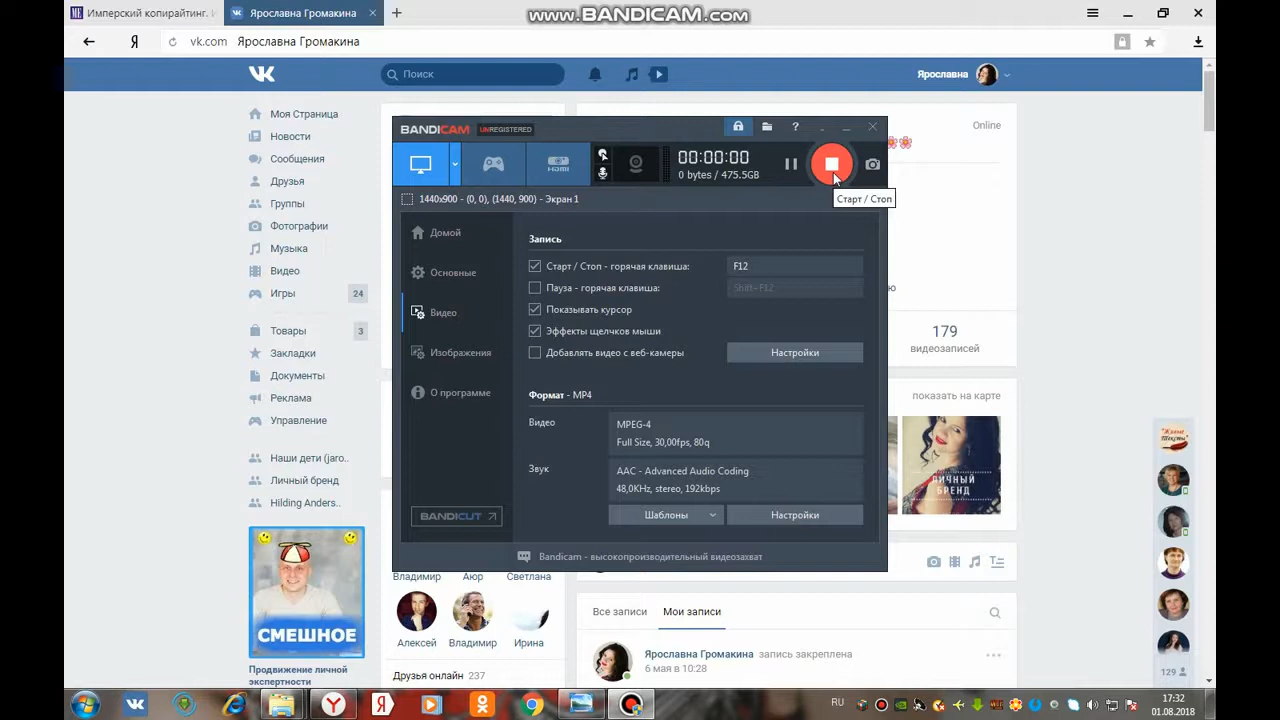 Имперский копирайтинг. И
Ярославна Громакина
www.BANDICAM.com
vk.com Ярославна Громакина
Поиск
Ярославна
Моя Страница
Новости
Сообщения
Друзья
Группы
Фотографии
Музыка
Видео
Игры 24
Товары 3
Закладки
Документы
Реклама
Управление
Наши дети (jaro..
Личный бренд
Hilding Anders..
СМЕШНОЕ
Продвижение личной
экспертности
BANDICAM UNREGISTERED
HDMI
00:00:00
0 bytes / 475.5GB
Старт / Стоп
1440x900 - (0, 0), (1440, 900) - Экран 1
Домой
Основные
Видео
Изображения
О программе
BANDICUT
Запись
Старт / Стоп - горячая клавиша: F12
Пауза - горячая клавиша: Shift+F12
Показывать курсор
Эффекты щелчков мыши
Добавлять видео с веб-камеры Настройки
Формат - MP4
Видео
MPEG-4
Full Size, 30,00fps, 80q
Звук
AAC - Advanced Audio Coding
48,0KHz, stereo, 192kbps
Шаблоны Настройки
Bandicam - высокопроизводительный видеозахват
Online
179
видеозаписей
показать на карте
ЛИЧНЫЙ
БРЕНД
Владимир Аюр Светлана
Алексей Владимир Ирина
Друзья онлайн 237
Все записи Мои записи
Ярославна Громакина запись закреплена
6 мая в 10:28
129
RU
17:32
01.08.2018